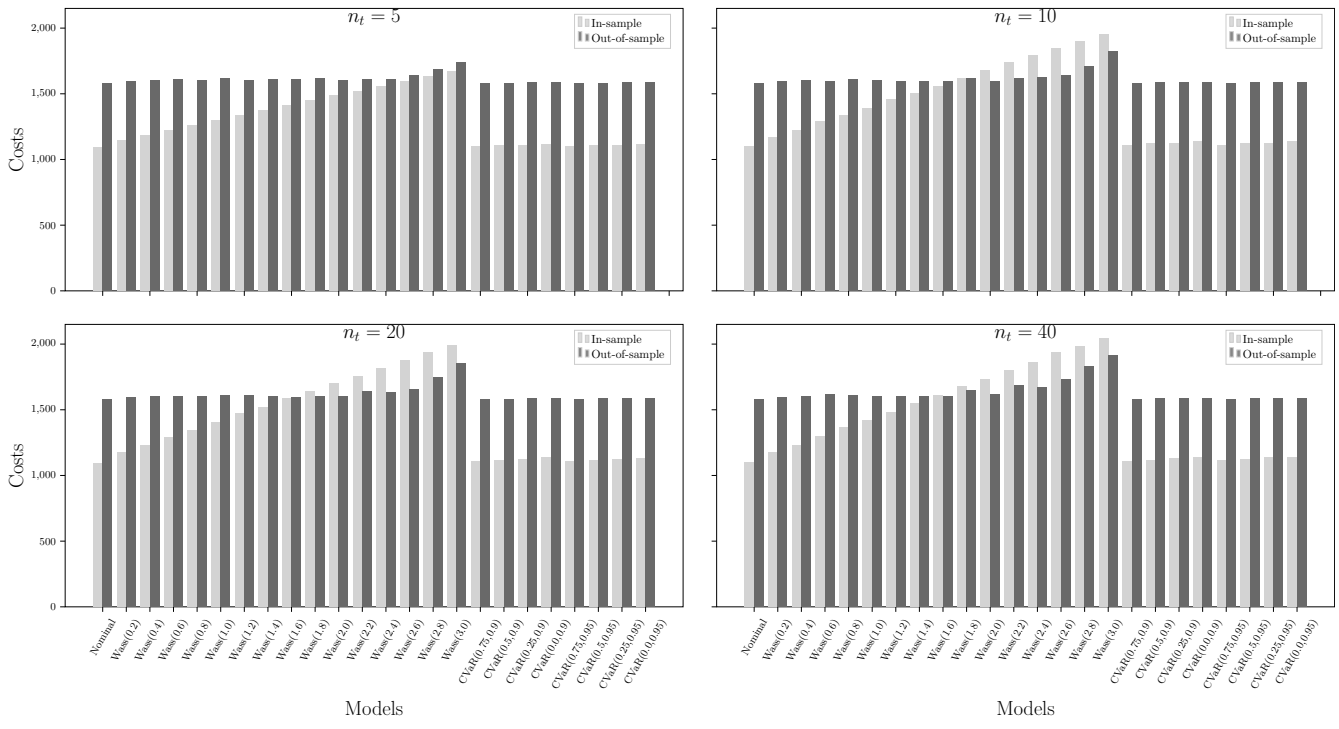 n_t = 5
In-sample
Out-of-sample
2,000
1,500
1,000
500
0
Costs
n_t = 10
In-sample
Out-of-sample
n_t = 20
In-sample
Out-of-sample
2,000
1,500
1,000
500
0
Costs
Nominal
Wass(0.2)
Wass(0.4)
Wass(0.6)
Wass(0.8)
Wass(1.0)
Wass(1.2)
Wass(1.4)
Wass(1.6)
Wass(1.8)
Wass(2.0)
Wass(2.2)
Wass(2.4)
Wass(2.6)
Wass(2.8)
Wass(3.0)
CVaR(0.75,0.9)
CVaR(0.5,0.9)
CVaR(0.25,0.9)
CVaR(0.0,0.9)
CVaR(0.75,0.95)
CVaR(0.5,0.95)
CVaR(0.25,0.95)
CVaR(0.0,0.95)
Models
n_t = 40
In-sample
Out-of-sample
Nominal
Wass(0.2)
Wass(0.4)
Wass(0.6)
Wass(0.8)
Wass(1.0)
Wass(1.2)
Wass(1.4)
Wass(1.6)
Wass(1.8)
Wass(2.0)
Wass(2.2)
Wass(2.4)
Wass(2.6)
Wass(2.8)
Wass(3.0)
CVaR(0.75,0.9)
CVaR(0.5,0.9)
CVaR(0.25,0.9)
CVaR(0.0,0.9)
CVaR(0.75,0.95)
CVaR(0.5,0.95)
CVaR(0.25,0.95)
CVaR(0.0,0.95)
Models